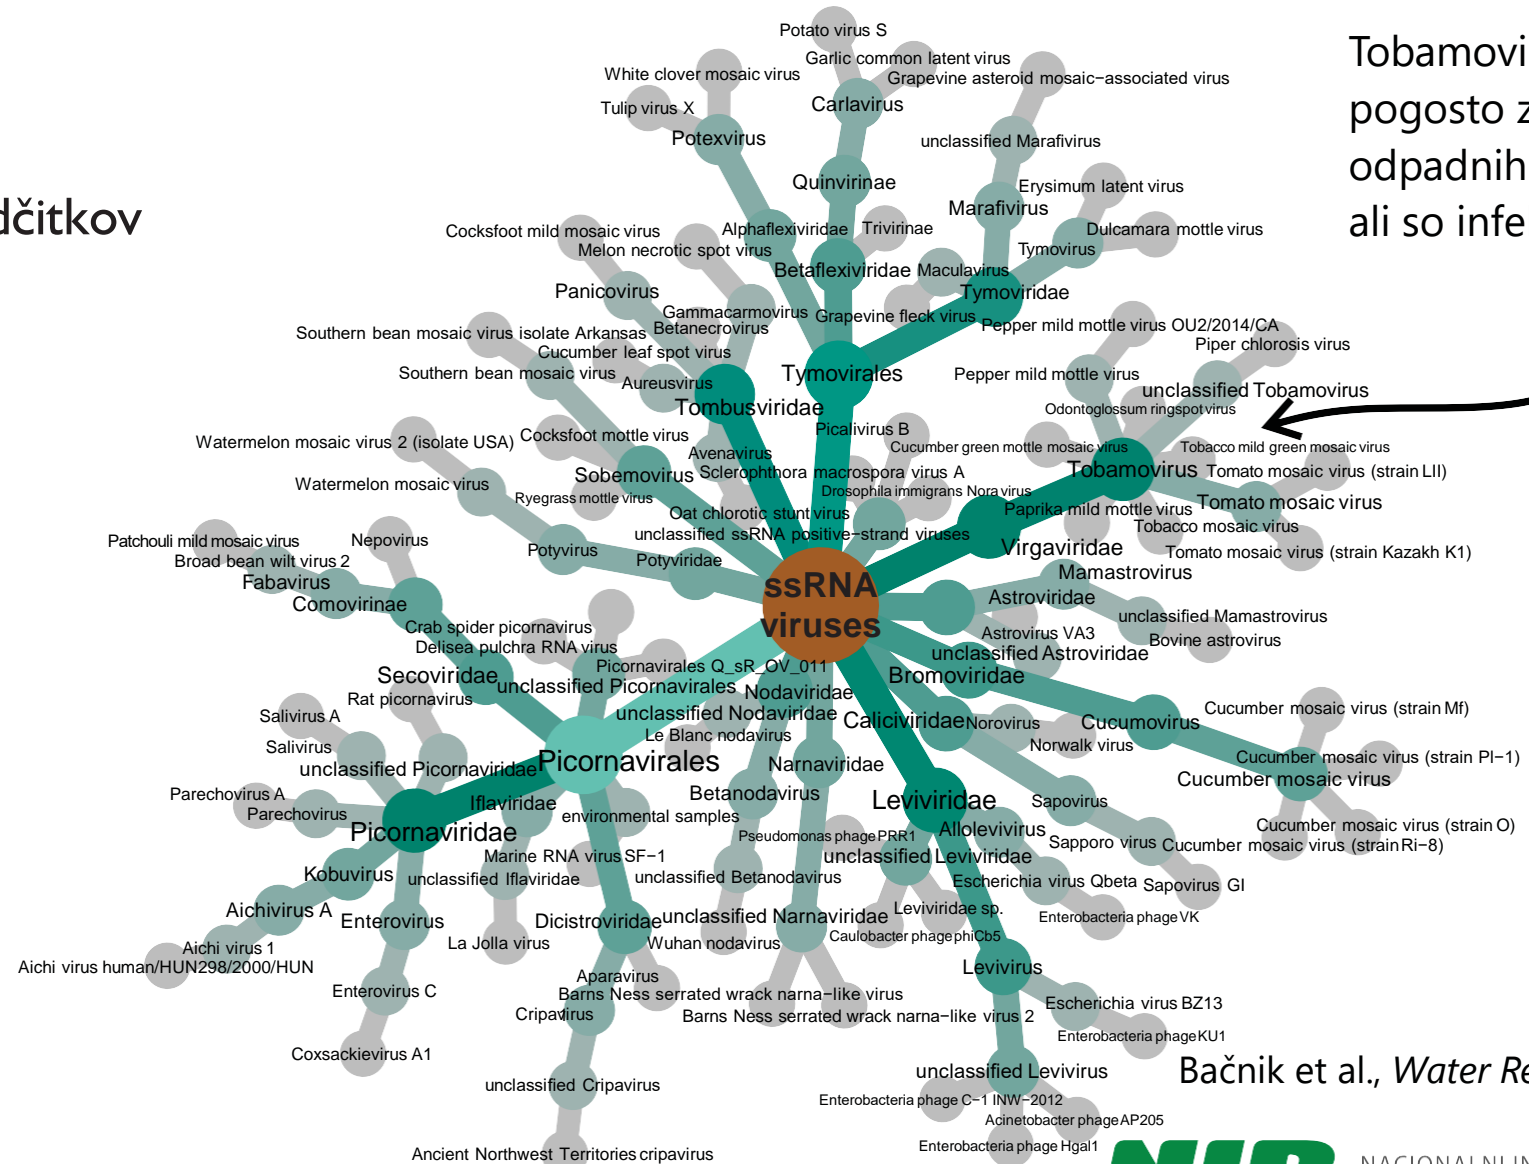 Potato virus S
Garlic common latent virus
White clover mosaic virus
Grapevine asteroid mosaic−associated virus
Tulip virus X
Carlavirus
Potexvirus
unclassified Marafivirus
Quinvirinae
Erysimum latent virus
Marafivirus
Cocksfoot mild mosaic virus
Alphaflexiviridae
Trivirinae
Dulcamara mottle virus
Melon necrotic spot virus
Tymovirus
Betaflexiviridae
Maculavirus
Panicovirus
Tymoviridae
Gammacarmovirus
Grapevine fleck virus
Betanecrovirus
Pepper mild mottle virus OU2/2014/CA
Southern bean mosaic virus isolate Arkansas
Piper chlorosis virus
Cucumber leaf spot virus
Southern bean mosaic virus
Aureusvirus
Tymovirales
Pepper mild mottle virus
unclassified Tobamovirus
Tombusviridae
Odontoglossum ringspot virus
Picalivirus B
Watermelon mosaic virus 2 (isolate USA)
Cocksfoot mottle virus
Cucumber green mottle mosaic virus
Tobacco mild green mosaic virus
Avenavirus
Sobemovirus
Sclerophthora macrospora virus A
Tobamovirus
Tomato mosaic virus (strain LII)
Watermelon mosaic virus
Ryegrass mottle virus
Drosophila immigrans Nora virus
Tomato mosaic virus
Oat chlorotic stunt virus
Paprika mild mottle virus
Tobacco mosaic virus
unclassified ssRNA positive−strand viruses
Patchouli mild mosaic virus
Nepovirus
Potyvirus
Virgaviridae
Tomato mosaic virus (strain Kazakh K1)
Broad bean wilt virus 2
Potyviridae
Mamastrovirus
Fabavirus
ssRNA
viruses
Astroviridae
Comovirinae
unclassified Mamastrovirus
Crab spider picornavirus
Astrovirus VA3
Bovine astrovirus
Delisea pulchra RNA virus
unclassified Astroviridae
Picornavirales Q_sR_OV_011
Secoviridae
Bromoviridae
unclassified Picornavirales
Nodaviridae
Rat picornavirus
Salivirus A
unclassified Nodaviridae
Caliciviridae
Norovirus
Cucumovirus
Cucumber mosaic virus (strain Mf)
Le Blanc nodavirus
Norwalk virus
Salivirus
Cucumber mosaic virus (strain PI−1)
unclassified Picornaviridae
Picornavirales
Narnaviridae
Cucumber mosaic virus
Parechovirus A
Betanodavirus
Leviviridae
Sapovirus
Parechovirus
Iflaviridae
environmental samples
Picornaviridae
Pseudomonas phage PRR1
Allolevivirus
Cucumber mosaic virus (strain O)
Sapporo virus
Cucumber mosaic virus (strain Ri−8)
Marine RNA virus SF−1
unclassified Leviviridae
Kobuvirus
unclassified Iflaviridae
unclassified Betanodavirus
Escherichia virus Qbeta
Sapovirus GI
Aichivirus A
Enterovirus
Dicistroviridae
unclassified Narnaviridae
Leviviridae sp.
Enterobacteria phage VK
La Jolla virus
Wuhan nodavirus
Caulobacter phage phiCb5
Aichi virus 1
Aichi virus human/HUN298/2000/HUN
Levivirus
Aparavirus
Enterovirus C
Barns Ness serrated wrack narna−like virus
Escherichia virus BZ13
Cripavirus
Barns Ness serrated wrack narna−like virus 2
Enterobacteria phage KU1
Coxsackievirus A1
unclassified Levivirus
unclassified Cripavirus
Enterobacteria phage C−1 INW−2012
Acinetobacter phage AP205
Enterobacteria phage Hgal1
Ancient Northwest Territories cripavirus
pogosto
odpadnih
ali so
Bačnik et al., Water